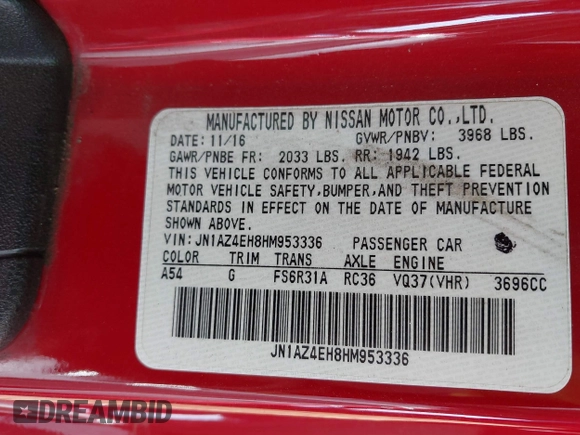 MANUFACTURED BY NISSAN MOTOR CO.,LTD.
DATE: 11/16 GVWR/PNBV: 3968 LBS.
GAWR/PNBE FR: 2033 LBS. RR: 1942 LBS.
THIS VEHICLE CONFORMS TO ALL APPLICABLE FEDERAL
MOTOR VEHICLE SAFETY,BUMPER,AND THEFT PREVENTION
STANDARDS IN EFFECT ON THE DATE OF MANUFACTURE
SHOWN ABOVE.
VIN: JN1AZ4EH8HM953336 PASSENGER CAR
COLOR TRIM TRANS AXLE ENGINE
A54 G FS6R31A RC36 VQ37(VHR) 3696CC
JN1AZ4EH8HM953336
DREAMBID